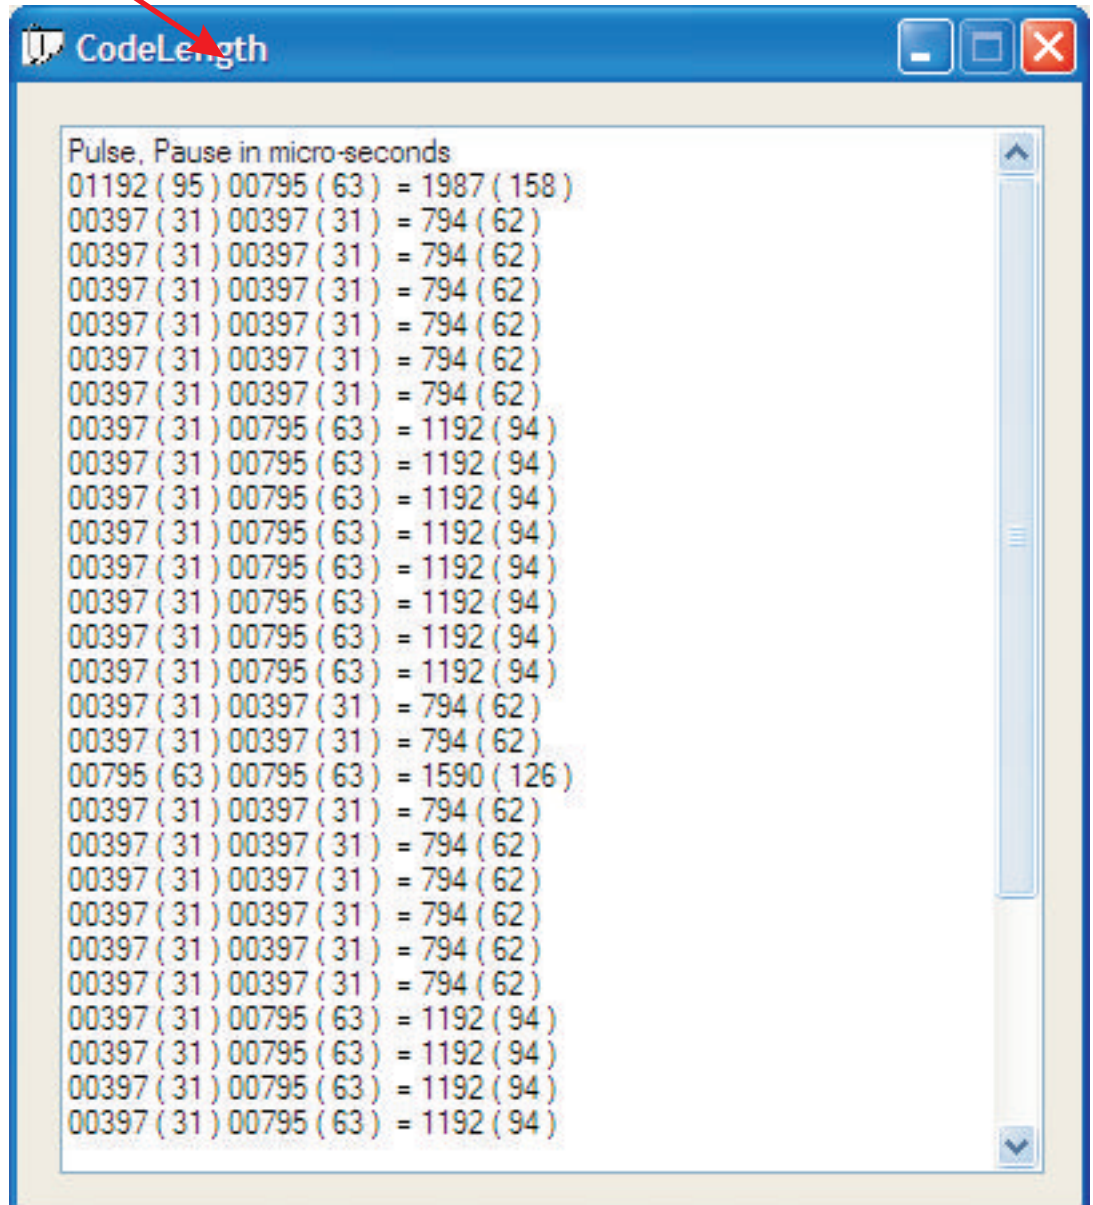 CodeLength
Pulse, Pause in micro-seconds
01192 ( 95 ) 00795 ( 63 ) = 1987 ( 158 )
00397 ( 31 ) 00397 ( 31 ) = 794 ( 62 )
00397 ( 31 ) 00397 ( 31 ) = 794 ( 62 )
00397 ( 31 ) 00397 ( 31 ) = 794 ( 62 )
00397 ( 31 ) 00397 ( 31 ) = 794 ( 62 )
00397 ( 31 ) 00397 ( 31 ) = 794 ( 62 )
00397 ( 31 ) 00397 ( 31 ) = 794 ( 62 )
00397 ( 31 ) 00795 ( 63 ) = 1192 ( 94 )
00397 ( 31 ) 00795 ( 63 ) = 1192 ( 94 )
00397 ( 31 ) 00795 ( 63 ) = 1192 ( 94 )
00397 ( 31 ) 00795 ( 63 ) = 1192 ( 94 )
00397 ( 31 ) 00795 ( 63 ) = 1192 ( 94 )
00397 ( 31 ) 00795 ( 63 ) = 1192 ( 94 )
00397 ( 31 ) 00795 ( 63 ) = 1192 ( 94 )
00397 ( 31 ) 00795 ( 63 ) = 1192 ( 94 )
00397 ( 31 ) 00397 ( 31 ) = 794 ( 62 )
00397 ( 31 ) 00397 ( 31 ) = 794 ( 62 )
00795 ( 63 ) 00795 ( 63 ) = 1590 ( 126 )
00397 ( 31 ) 00397 ( 31 ) = 794 ( 62 )
00397 ( 31 ) 00397 ( 31 ) = 794 ( 62 )
00397 ( 31 ) 00397 ( 31 ) = 794 ( 62 )
00397 ( 31 ) 00397 ( 31 ) = 794 ( 62 )
00397 ( 31 ) 00397 ( 31 ) = 794 ( 62 )
00397 ( 31 ) 00397 ( 31 ) = 794 ( 62 )
00397 ( 31 ) 00795 ( 63 ) = 1192 ( 94 )
00397 ( 31 ) 00795 ( 63 ) = 1192 ( 94 )
00397 ( 31 ) 00795 ( 63 ) = 1192 ( 94 )
00397 ( 31 ) 00795 ( 63 ) = 1192 ( 94 )